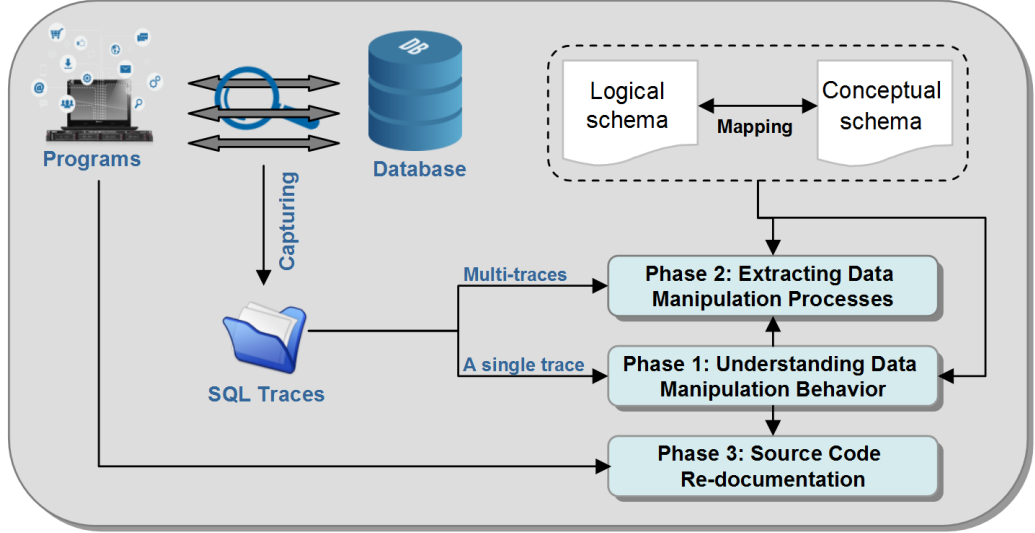 DB
Programs
Database
Logical
schema
Mapping
Conceptual
schema
Capturing
SQL Traces
Multi-traces
A single trace
Phase 2: Extracting Data
Manipulation Processes
Phase 1: Understanding Data
Manipulation Behavior
Phase 3: Source Code
Re-documentation